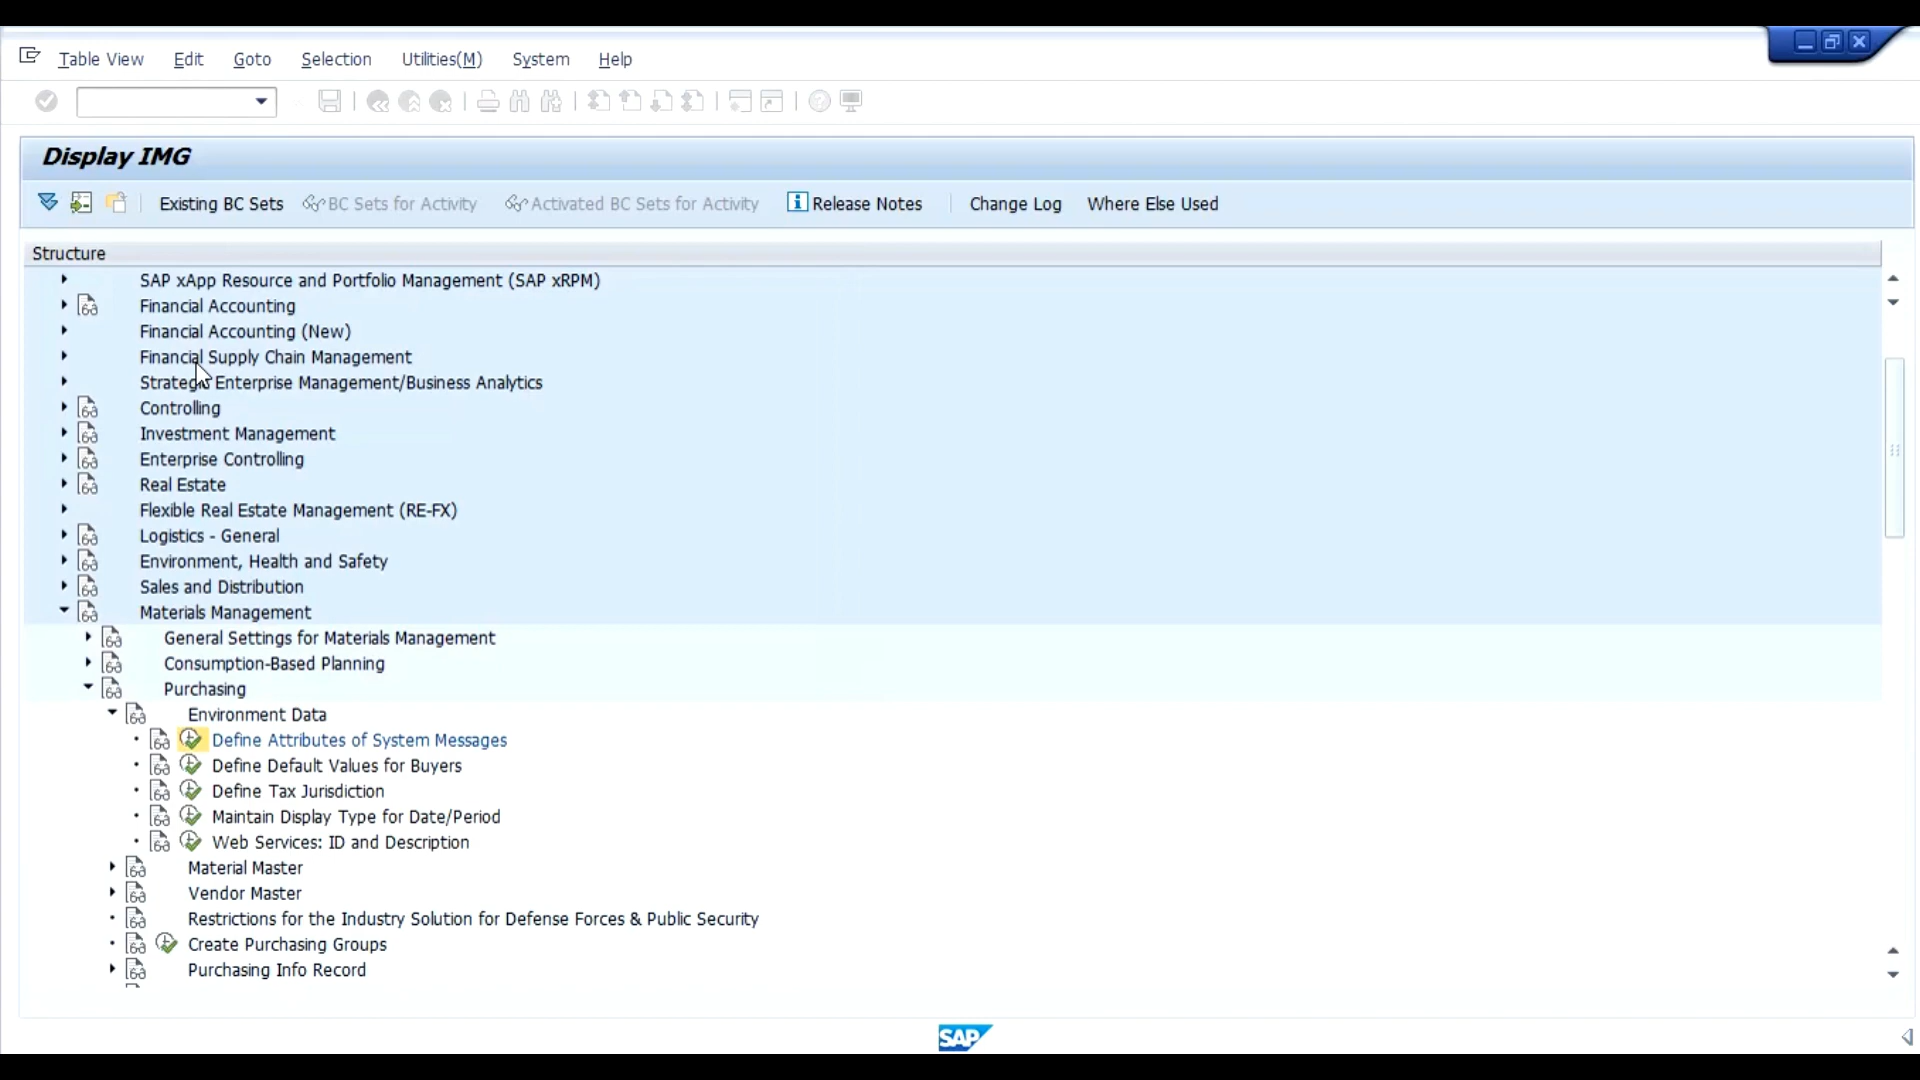 Table View Edit Goto Selection Utilities(M) System Help
Display IMG
Existing BC Sets BC Sets for Activity Activated BC Sets for Activity Release Notes Change Log Where Else Used
Structure
SAP xApp Resource and Portfolio Management (SAP xRPM)
Financial Accounting
Financial Accounting (New)
Financial Supply Chain Management
Strategic Enterprise Management/Business Analytics
Controlling
Investment Management
Enterprise Controlling
Real Estate
Flexible Real Estate Management (RE-FX)
Logistics - General
Environment, Health and Safety
Sales and Distribution
Materials Management
General Settings for Materials Management
Consumption-Based Planning
Purchasing
Environment Data
Define Attributes of System Messages
Define Default Values for Buyers
Define Tax Jurisdiction
Maintain Display Type for Date/Period
Web Services: ID and Description
Material Master
Vendor Master
Restrictions for the Industry Solution for Defense Forces & Public Security
Create Purchasing Groups
Purchasing Info Record
SAP